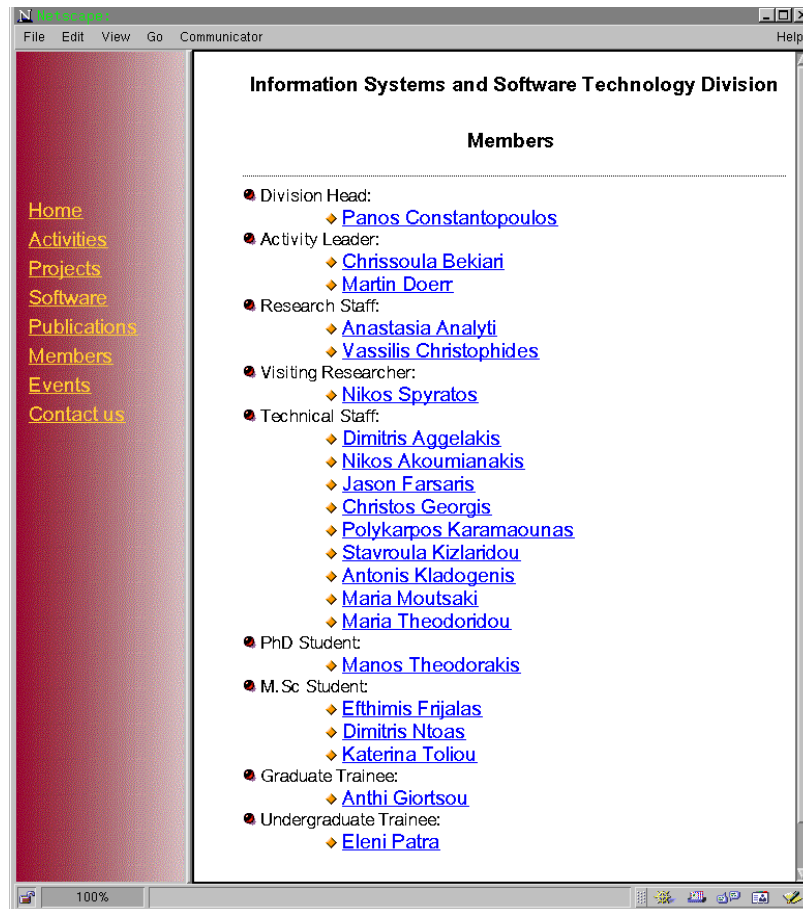 Netscape:
File Edit View Go Communicator Help
Information Systems and Software Technology Division
Members
Home
Activities
Projects
Software
Publications
Members
Events
Contact us
Division Head:
Panos Constantopoulos
Activity Leader:
Chrissoula Bekiari
Martin Doerr
Research Staff:
Anastasia Analyti
Vassilis Christophides
Visiting Researcher:
Nikos Spyratos
Technical Staff:
Dimitris Aggelakis
Nikos Akoumianakis
Jason Farsaris
Christos Georgis
Polykarpos Karamaounas
Stavroula Kizlaridou
Antonis Kladogenis
Maria Moutsaki
Maria Theodoridou
PhD Student:
Manos Theodorakis
M.Sc Student:
Efthimis Frijalas
Dimitris Ntoas
Katerina Toliou
Graduate Trainee:
Anthi Giortsou
Undergraduate Trainee:
Eleni Patra
100%